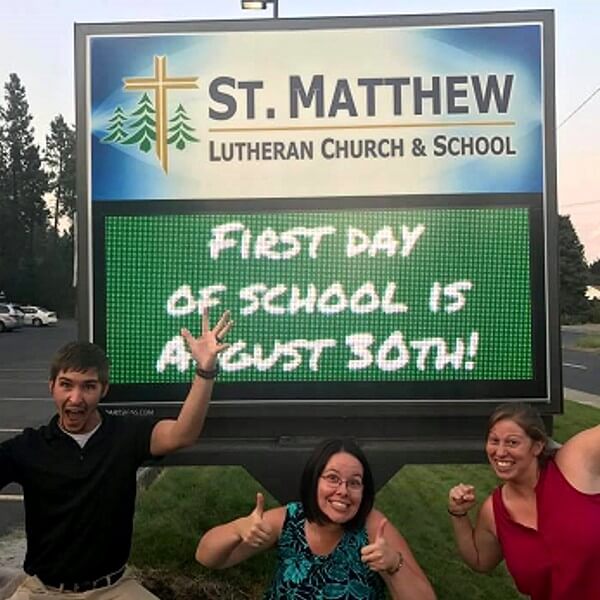 ST. MATTHEW
LUTHERAN CHURCH & SCHOOL
FIRST DAY
OF SCHOOL IS
AUGUST 30TH!